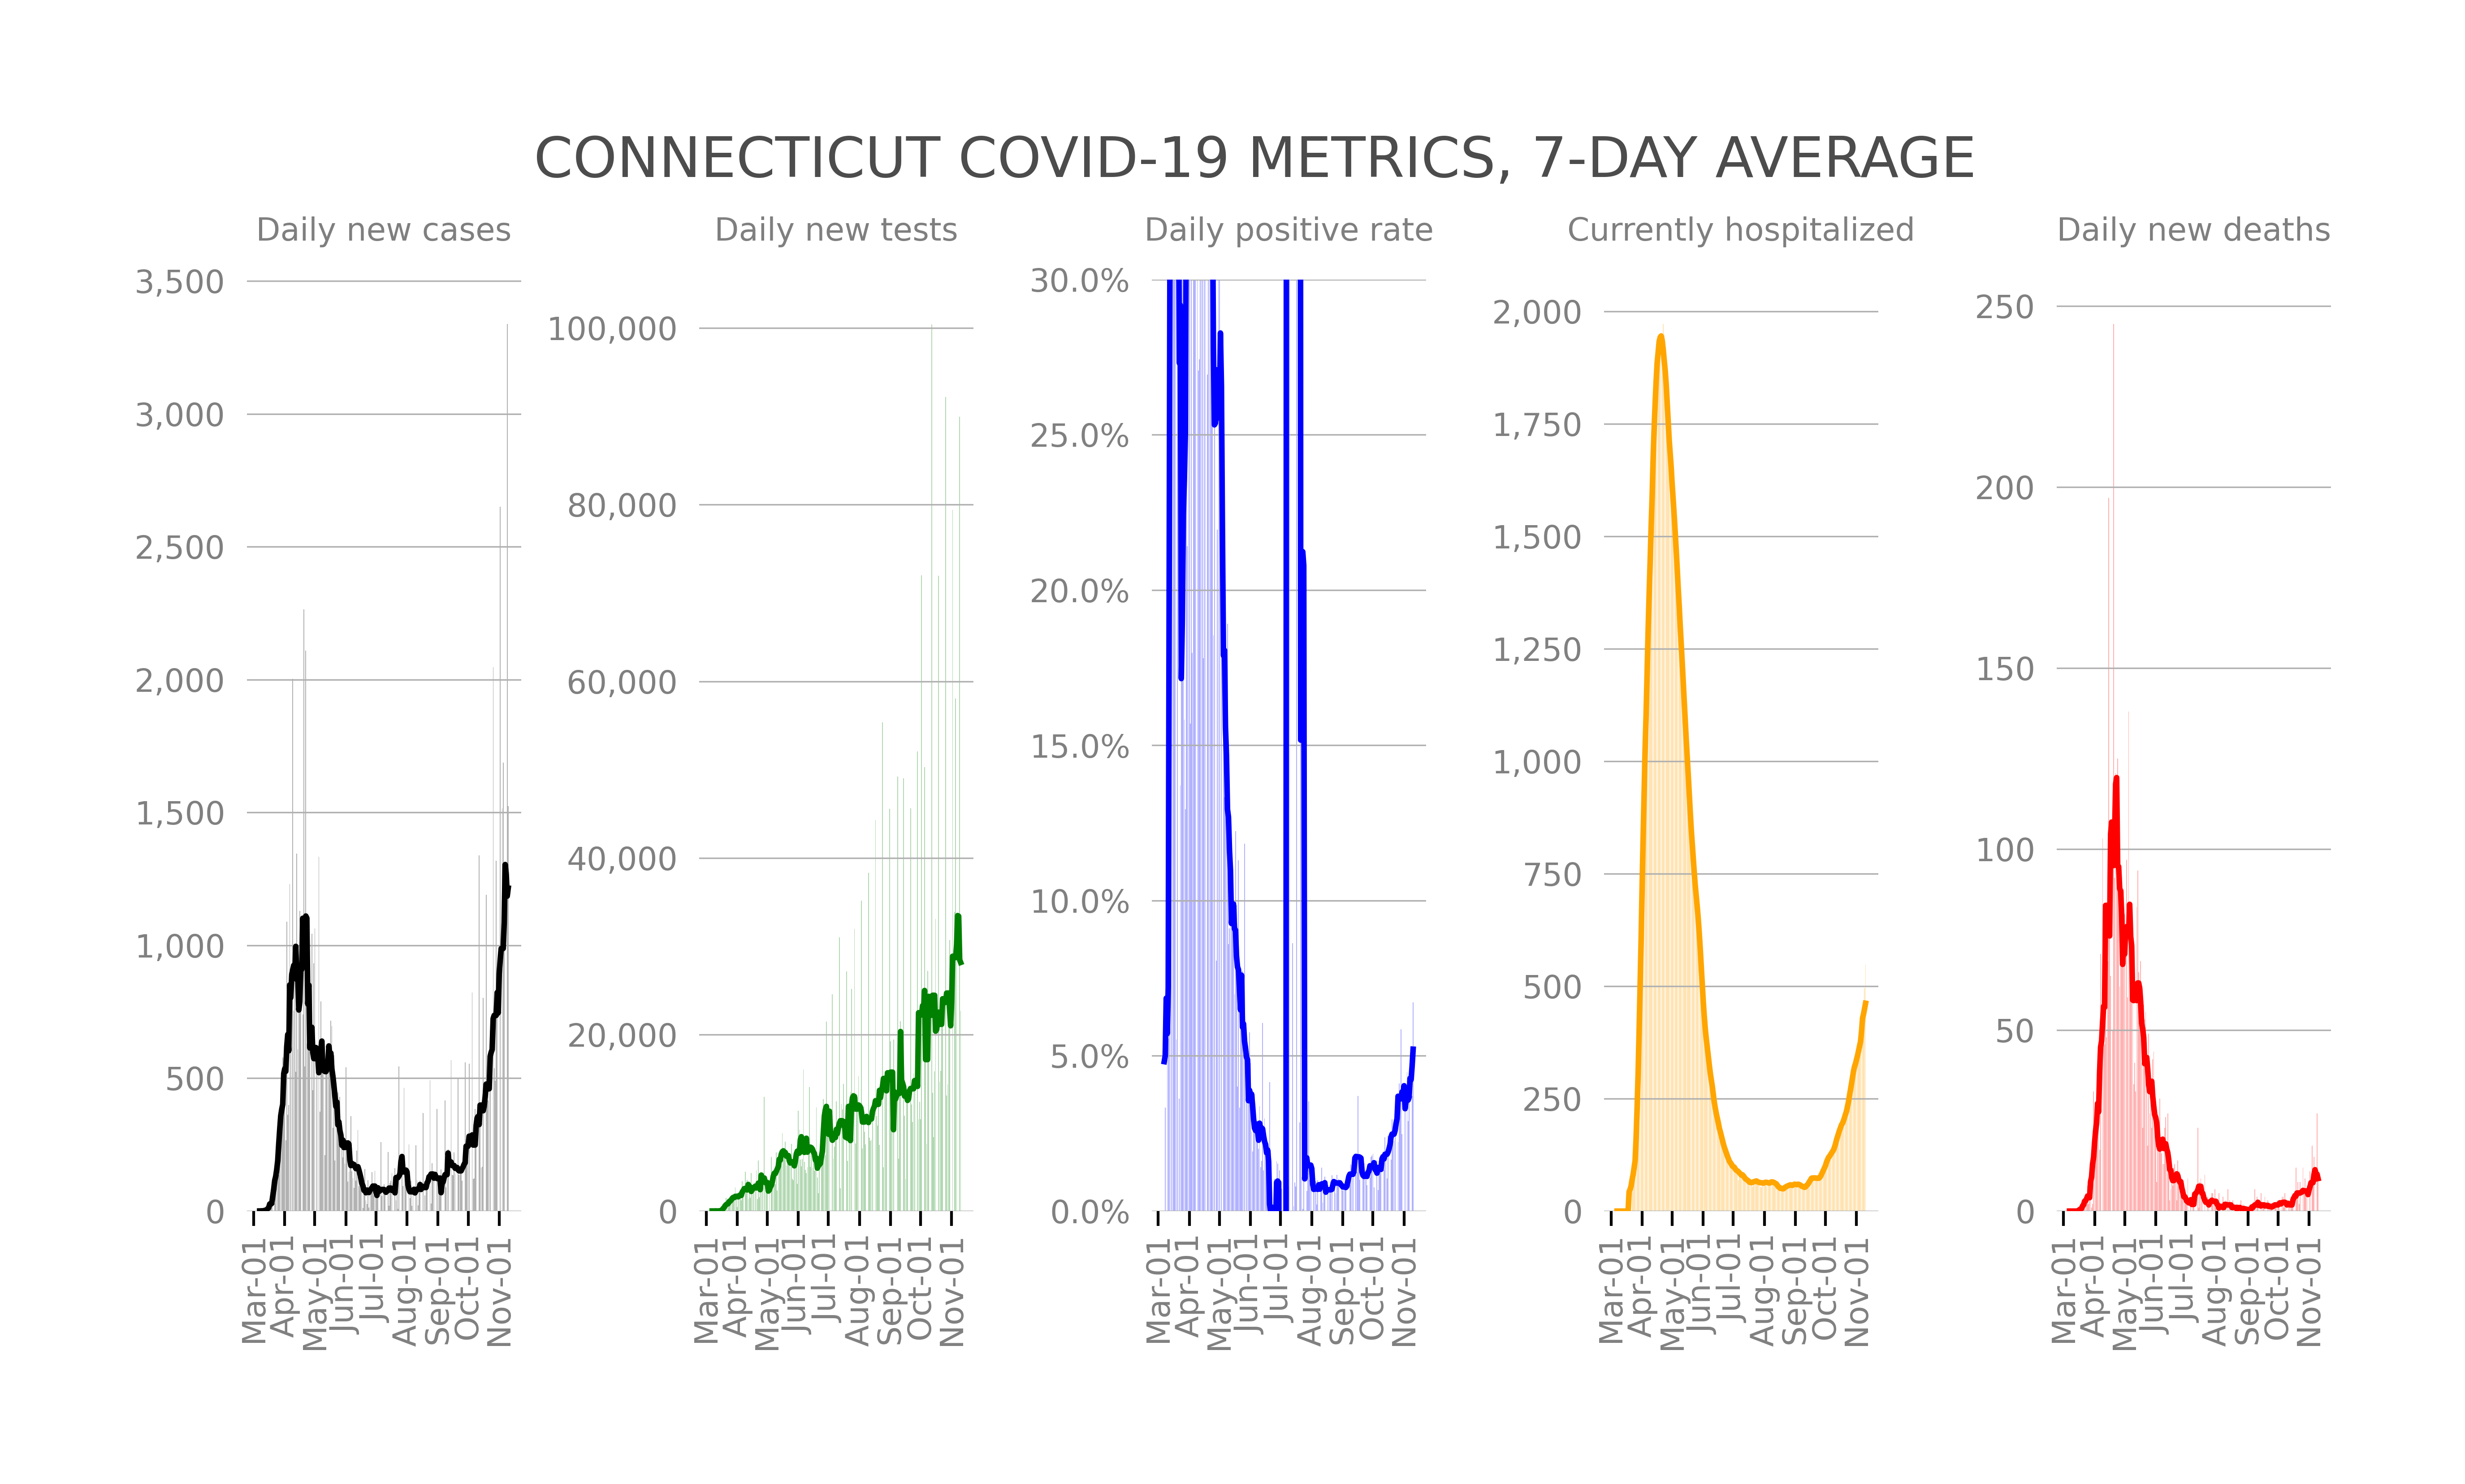 CONNECTICUT COVID-19 METRICS, 7-DAY AVERAGE
Daily new cases
3,500
3,000
2,500
2,000
1,500
1,000
500
0
Mar-01
Apr-01
May-01
Jun-01
Jul-01
Aug-01
Sep-01
Oct-01
Nov-01
Daily new tests
100,000
80,000
60,000
40,000
20,000
0
Mar-01
Apr-01
May-01
Jun-01
Jul-01
Aug-01
Sep-01
Oct-01
Nov-01
Daily positive rate
30.0%
25.0%
20.0%
15.0%
10.0%
5.0%
0.0%
Mar-01
Apr-01
May-01
Jun-01
Jul-01
Aug-01
Sep-01
Oct-01
Nov-01
Currently hospitalized
2,000
1,750
1,500
1,250
1,000
750
500
250
0
Mar-01
Apr-01
May-01
Jun-01
Jul-01
Aug-01
Sep-01
Oct-01
Nov-01
Daily new deaths
250
200
150
100
50
0
Mar-01
Apr-01
May-01
Jun-01
Jul-01
Aug-01
Sep-01
Oct-01
Nov-01